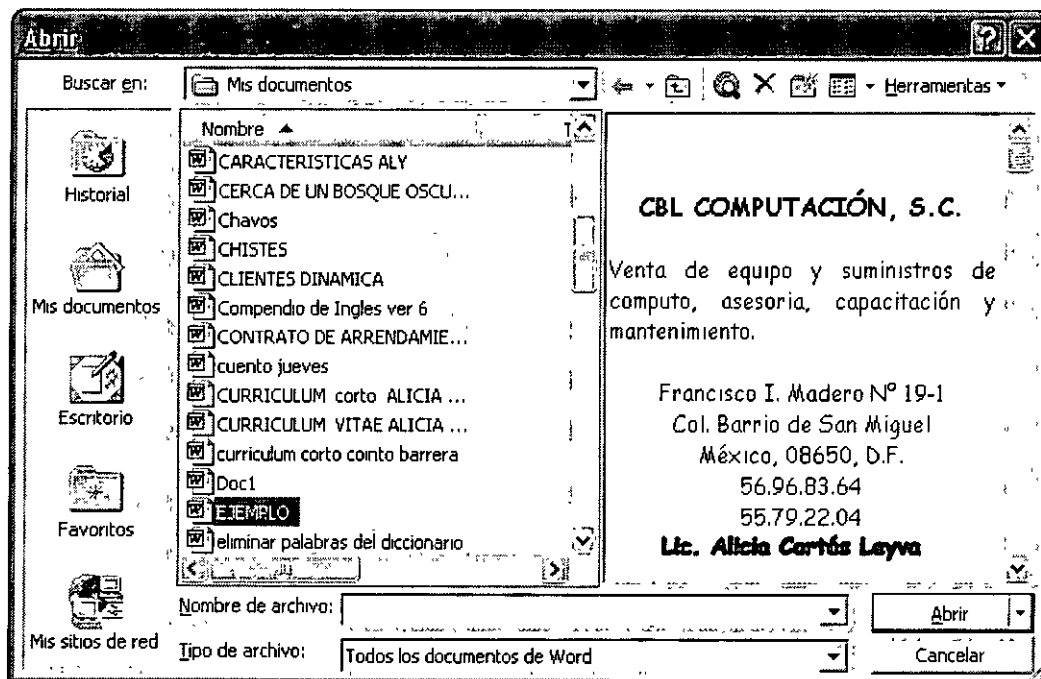 Abrir
Buscar en:
Mis documentos
Herramientas
Historial
Mis documentos
Escritorio
Favoritos
Mis sitios de red
Nombre
T
CARACTERISTICAS ALY
CERCA DE UN BOSQUE OSCU...
Chavos
CHISTES
CLIENTES DINAMICA
Compendio de Ingles ver 6
CONTRATO DE ARRENDAMIE...
cuento jueves
CURRICULUM corto ALICIA ...
CURRICULUM VITAE ALICIA ...
curriculum corto cointo barrera
Doc1
EJEMPLO
eliminar palabras del diccionario
CBL COMPUTACIÓN, S.C.
Venta de equipo y suministros de
computo, asesoria, capacitación y
mantenimiento.
Francisco I. Madero Nº 19-1
Col. Barrio de San Miguel
México, 08650, D.F.
56.96.83.64
55.79.22.04
Lic. Alicia Cortés Leyva
Nombre de archivo:
Abrir
Tipo de archivo:
Todos los documentos de Word
Cancelar